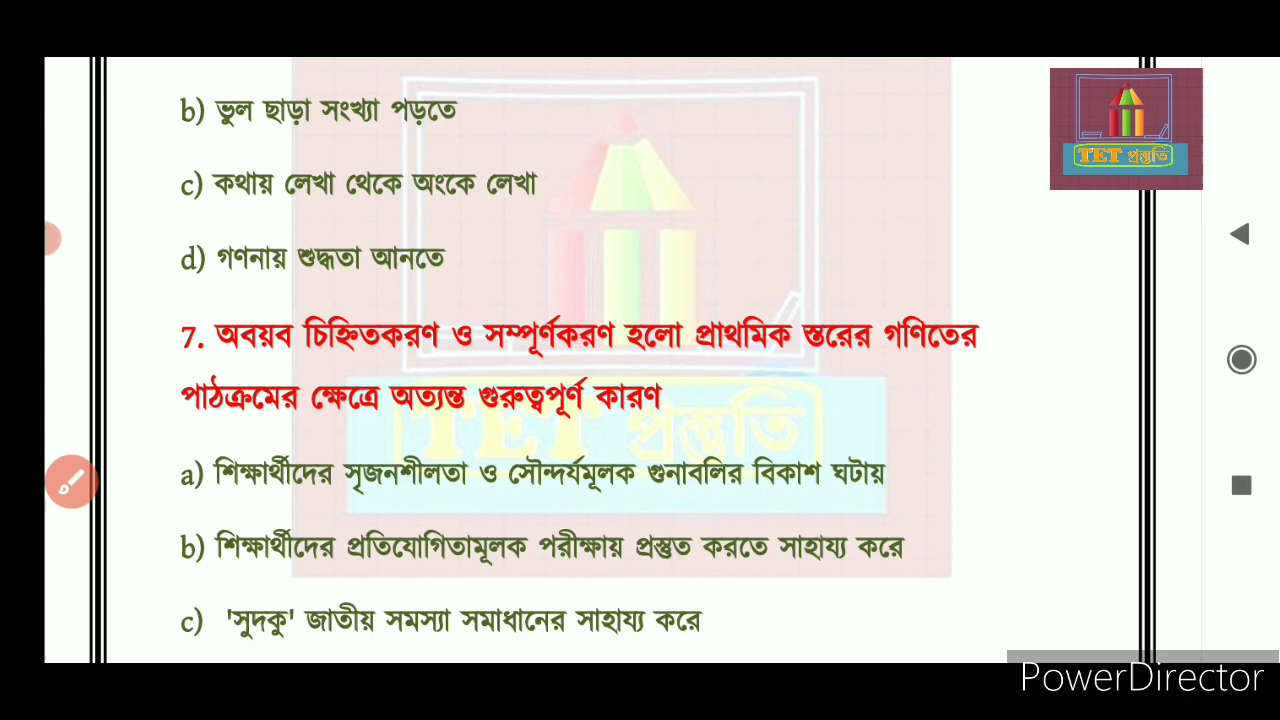 b) ভুল ছাড়া সংখ্যা পড়তে
TET প্রস্তুতি
c) কথায় লেখা থেকে অংকে লেখা
d) গণনায় শুদ্ধতা আনতে
7. অবয়ব চিহ্নিতকরণ ও সম্পূর্ণকরণ হলো প্রাথমিক স্তরের গণিতের
পাঠক্রমের ক্ষেত্রে অত্যন্ত গুরুত্বপূর্ণ কারণ
TET প্রস্তুতি
a) শিক্ষার্থীদের সৃজনশীলতা ও সৌন্দর্যমূলক গুনাবলির বিকাশ ঘটায়
b) শিক্ষার্থীদের প্রতিযোগিতামূলক পরীক্ষায় প্রস্তুত করতে সাহায্য করে
c) 'সুদকু' জাতীয় সমস্যা সমাধানের সাহায্য করে
PowerDirector